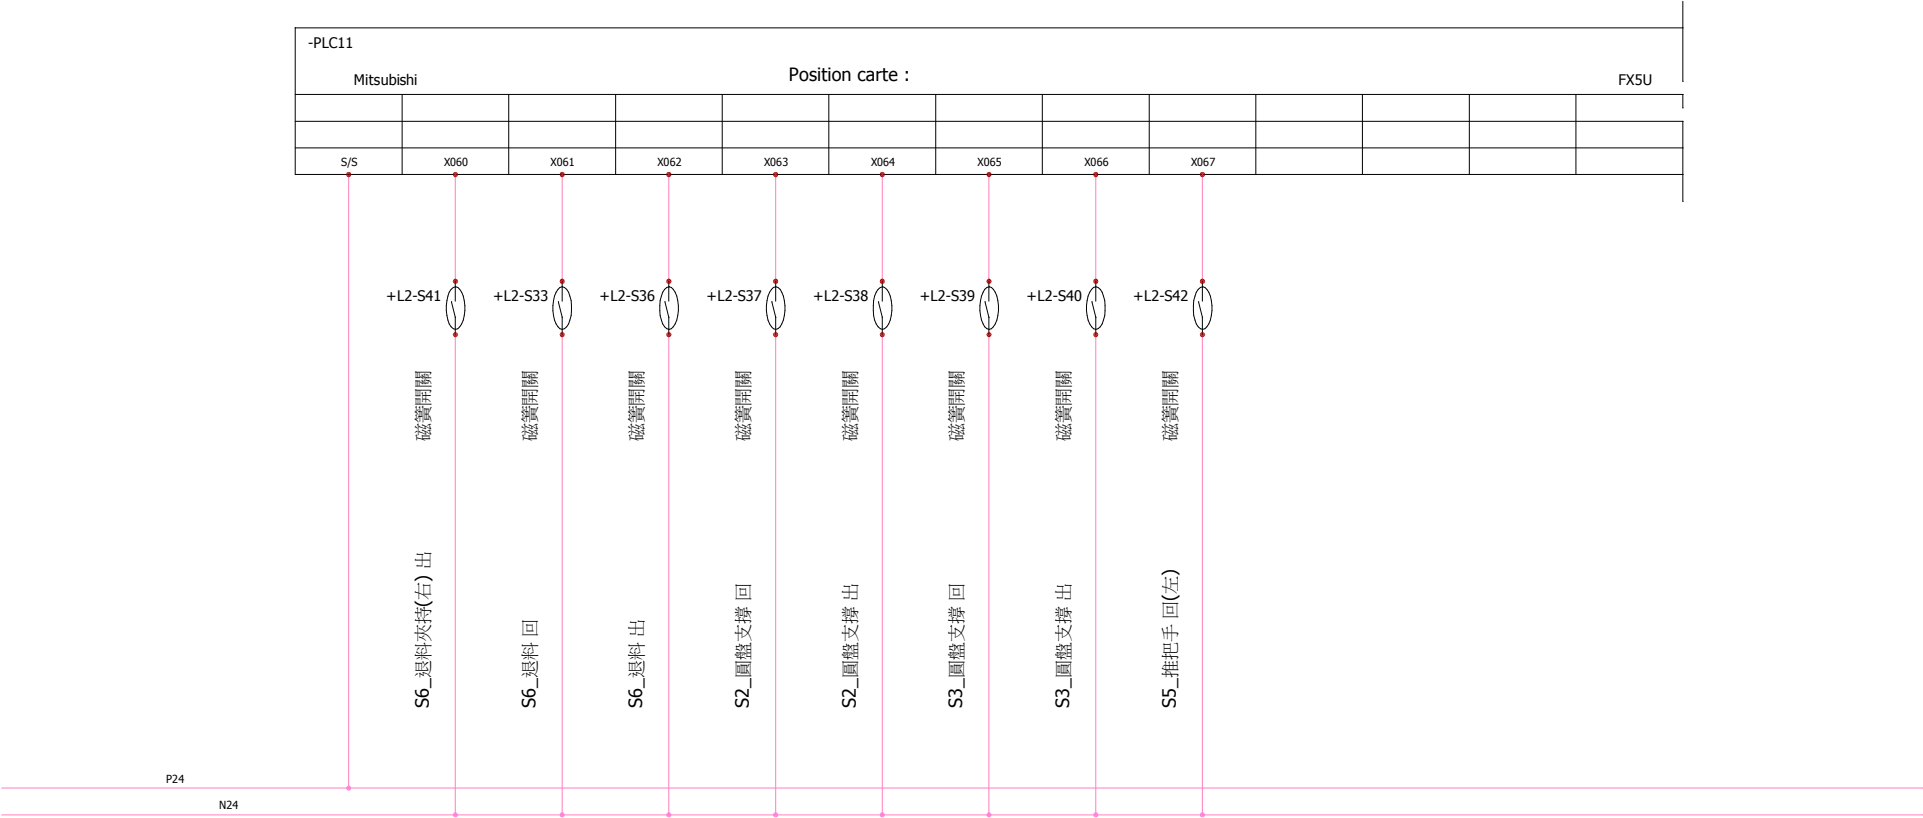 -PLC11
Mitsubishi
Position carte :
FX5U
S/S
X060
X061
X062
X063
X064
X065
X066
X067
+L2-S41
+L2-S33
+L2-S36
+L2-S37
+L2-S38
+L2-S39
+L2-S40
+L2-S42
磁簧開關
磁簧開關
磁簧開關
磁簧開關
磁簧開關
磁簧開關
磁簧開關
磁簧開關
S6_退料夾持(右) 出
S6_退料 回
S6_退料 出
S2_圓盤支撐 回
S2_圓盤支撐 出
S3_圓盤支撐 回
S3_圓盤支撐 出
S5_推把手 回(左)
P24
N24